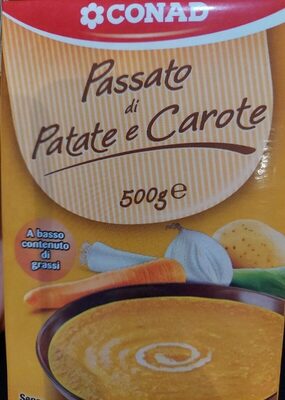 CONAD
Passato
di
Patate e Carote
500g e
A basso
contenuto
di
grassi